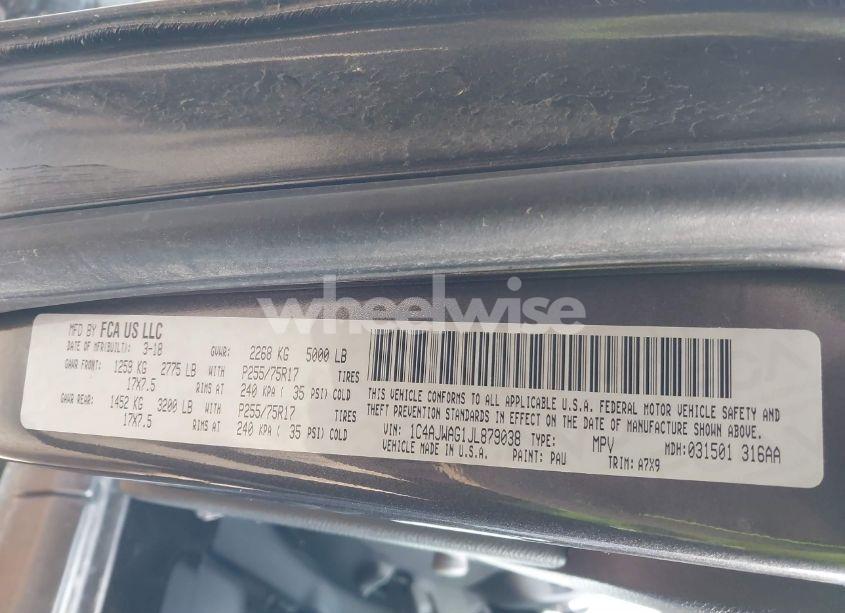 wheelwise
MFD BY FCA US LLC
DATE OF MFR(BUILT): 3-18 GVWR: 2268 KG 5000 LB
GAWR FRONT: 1259 KG 2775 LB WITH P255/75R17 TIRES
17X7.5 RIMS AT 240 KPA ( 35 PSI) COLD
GAWR REAR: 1452 KG 3200 LB WITH P255/75R17 TIRES
17X7.5 RIMS AT 240 KPA ( 35 PSI) COLD
THIS VEHICLE CONFORMS TO ALL APPLICABLE U.S.A. FEDERAL MOTOR VEHICLE SAFETY AND
THEFT PREVENTION STANDARDS IN EFFECT ON THE DATE OF MANUFACTURE SHOWN ABOVE.
VIN: 1C4AJWAG1JL879038 TYPE: MPV MDH:031501 316AA
VEHICLE MADE IN U.S.A. PAINT: PAU TRIM: A7X9